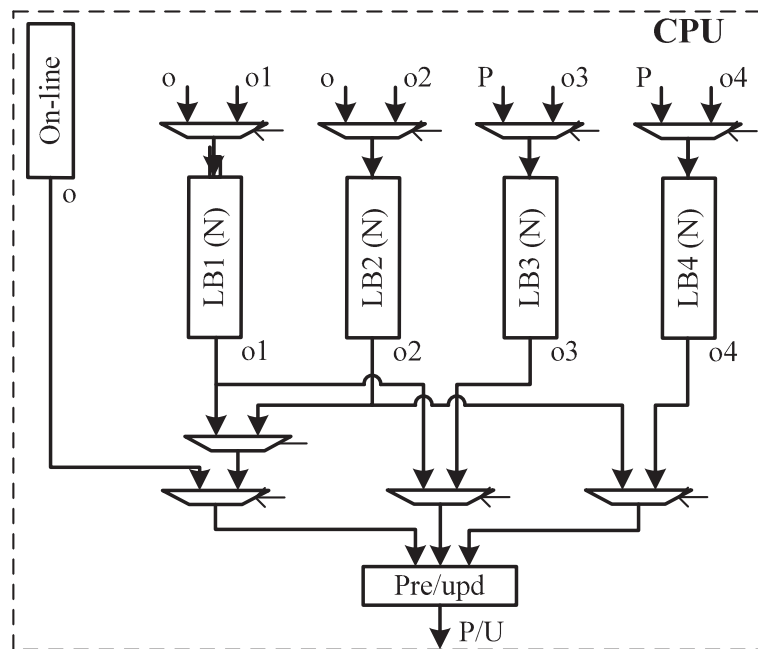 CPU
On-line
o
o o1
o o2
P o3
P o4
LB1 (N)
LB2 (N)
LB3 (N)
LB4 (N)
o1
o2
o3
o4
Pre/upd
P/U